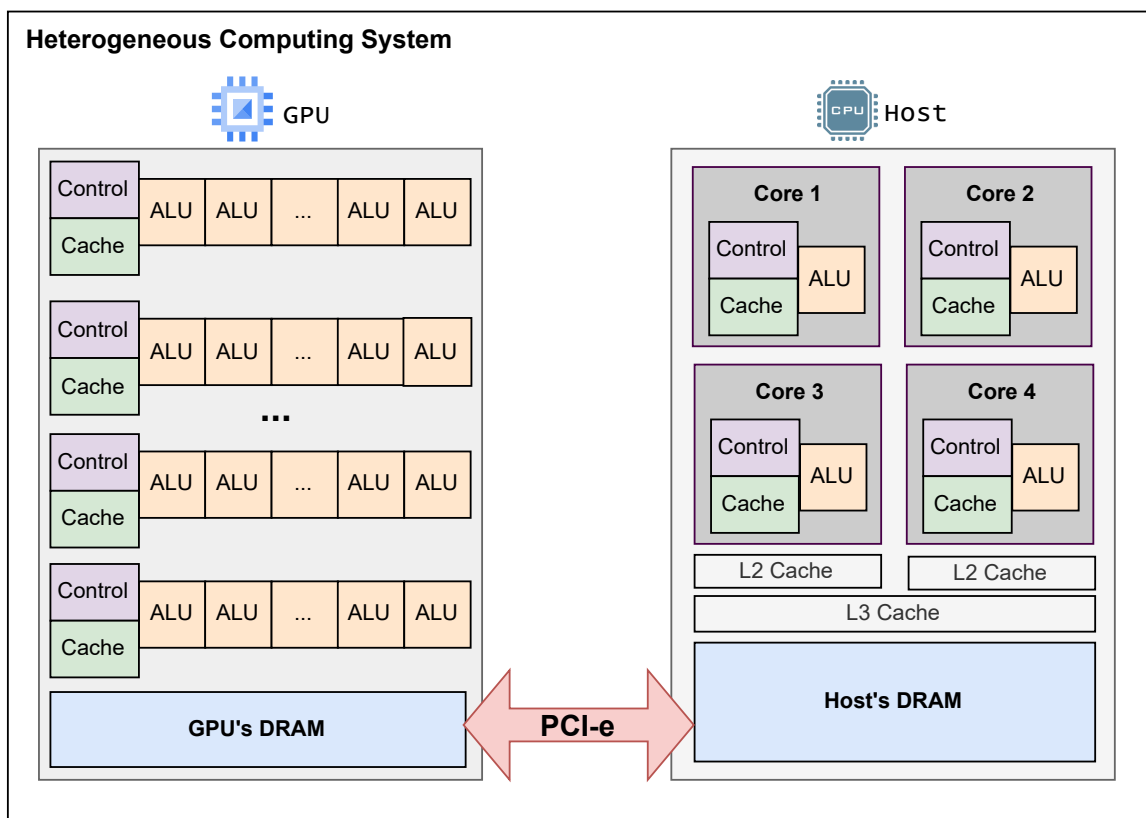 Heterogeneous Computing System
GPU
Control
Cache
ALU ALU ... ALU ALU
Control
Cache
ALU ALU ... ALU ALU
...
Control
Cache
ALU ALU ... ALU ALU
Control
Cache
ALU ALU ... ALU ALU
GPU's DRAM
PCI-e
CPU
Host
Core 1
Control
Cache
ALU
Core 2
Control
Cache
ALU
Core 3
Control
Cache
ALU
Core 4
Control
Cache
ALU
L2 Cache
L2 Cache
L3 Cache
Host's DRAM